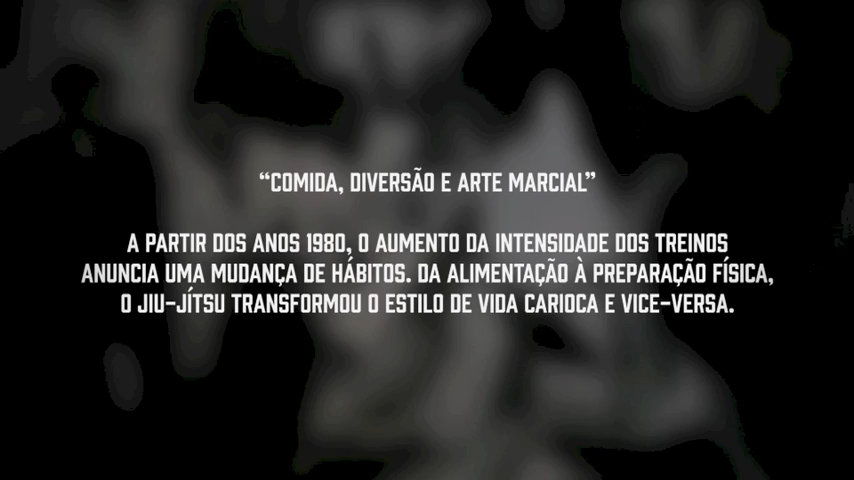 “COMIDA, DIVERSÃO E ARTE MARCIAL”
A PARTIR DOS ANOS 1980, O AUMENTO DA INTENSIDADE DOS TREINOS
ANUNCIA UMA MUDANÇA DE HÁBITOS. DA ALIMENTAÇÃO À PREPARAÇÃO FÍSICA,
O JIU-JÍTSU TRANSFORMOU O ESTILO DE VIDA CARIOCA E VICE-VERSA.